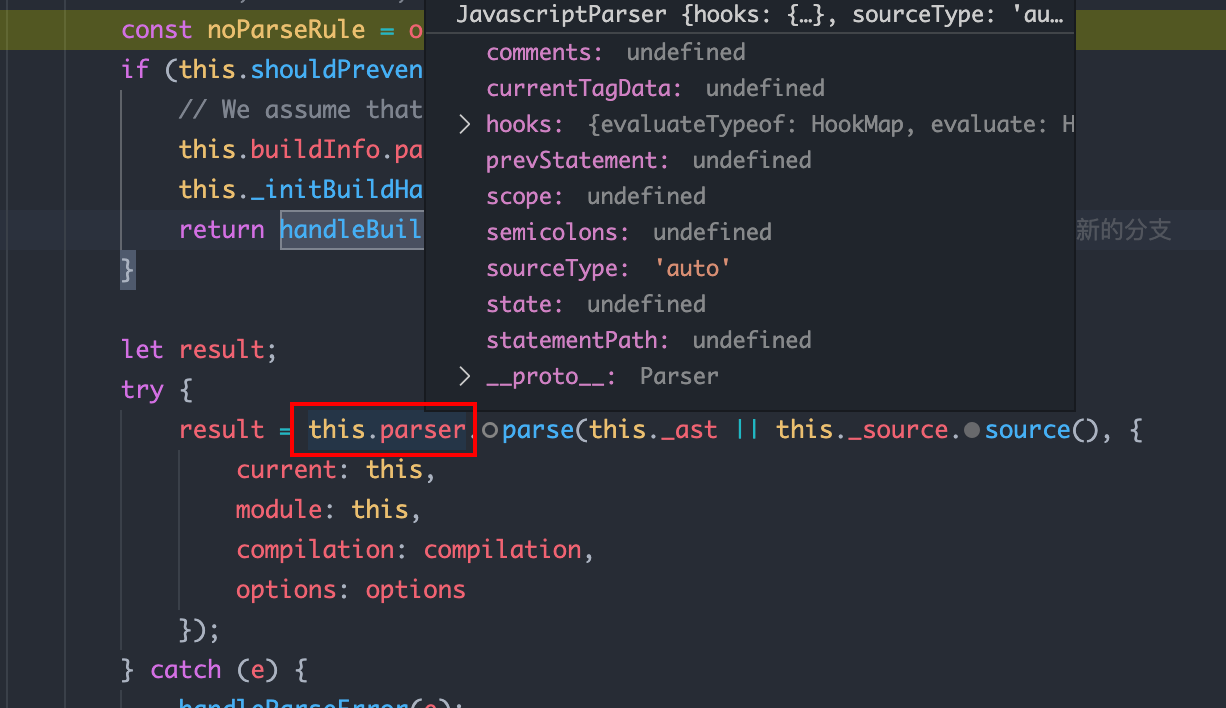 const noParseRule = o
JavascriptParser {hooks: {…}, sourceType: 'au…
if (this.shouldPreven
comments: undefined
// We assume that
currentTagData: undefined
hooks: {evaluateTypeof: HookMap, evaluate: H
this.buildInfo.pa
prevStatement: undefined
this._initBuildHa
scope: undefined
return handleBuil
semicolons: undefined
新的分支
}
sourceType: 'auto'
state: undefined
let result;
statementPath: undefined
try {
__proto__: Parser
result = this.parser.parse(this._ast || this._source.source(), {
current: this,
module: this,
compilation: compilation,
options: options
});
} catch (e) {
handleParseError(e);